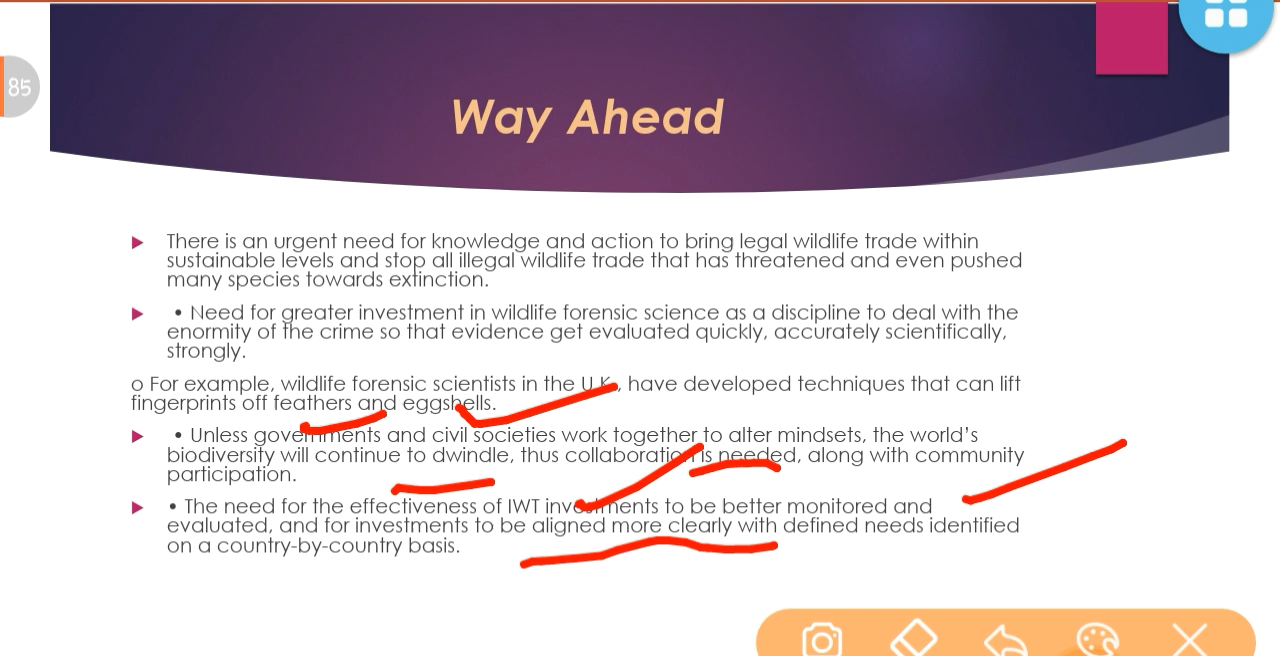 85
Way Ahead
There is an urgent need for knowledge and action to bring legal wildlife trade within
sustainable levels and stop all illegal wildlife trade that has threatened and even pushed
many species towards extinction.
• Need for greater investment in wildlife forensic science as a discipline to deal with the
enormity of the crime so that evidence get evaluated quickly, accurately scientifically,
strongly.
o For example, wildlife forensic scientists in the U.K., have developed techniques that can lift
fingerprints off feathers and eggshells.
• Unless governments and civil societies work together to alter mindsets, the world's
biodiversity will continue to dwindle, thus collaboration is needed, along with community
participation.
• The need for the effectiveness of IWT investments to be better monitored and
evaluated, and for investments to be aligned more clearly with defined needs identified
on a country-by-country basis.